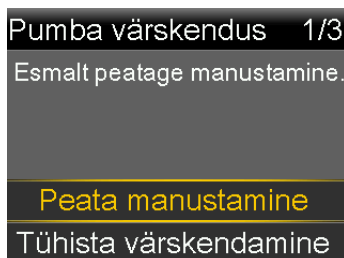 Pumba värskendus 1/3
Esmalt peatage manustamine.
Peata manustamine
Tühista värskendamine